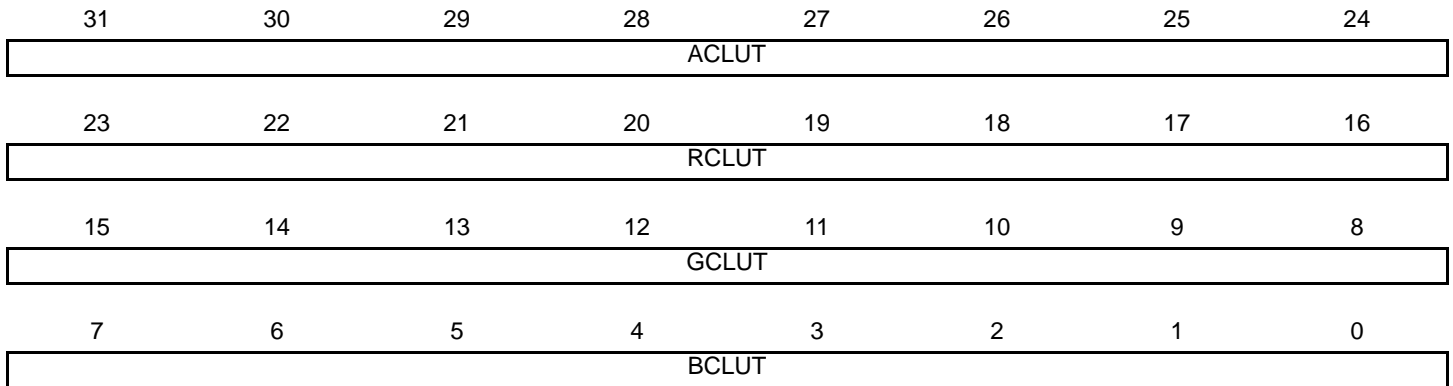 31 30 29 28 27 26 25 24
ACLUT
23 22 21 20 19 18 17 16
RCLUT
15 14 13 12 11 10 9 8
GCLUT
7 6 5 4 3 2 1 0
BCLUT